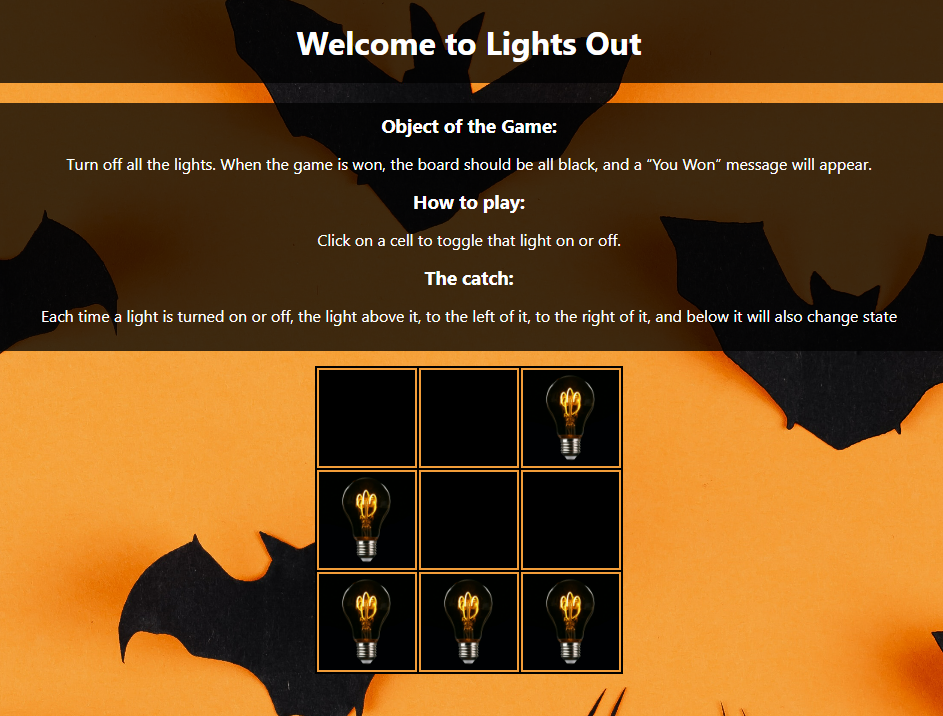 Welcome to Lights Out
Object of the Game:
Turn off all the lights. When the game is won, the board should be all black, and a “You Won” message will appear.
How to play:
Click on a cell to toggle that light on or off.
The catch:
Each time a light is turned on or off, the light above it, to the left of it, to the right of it, and below it will also change state